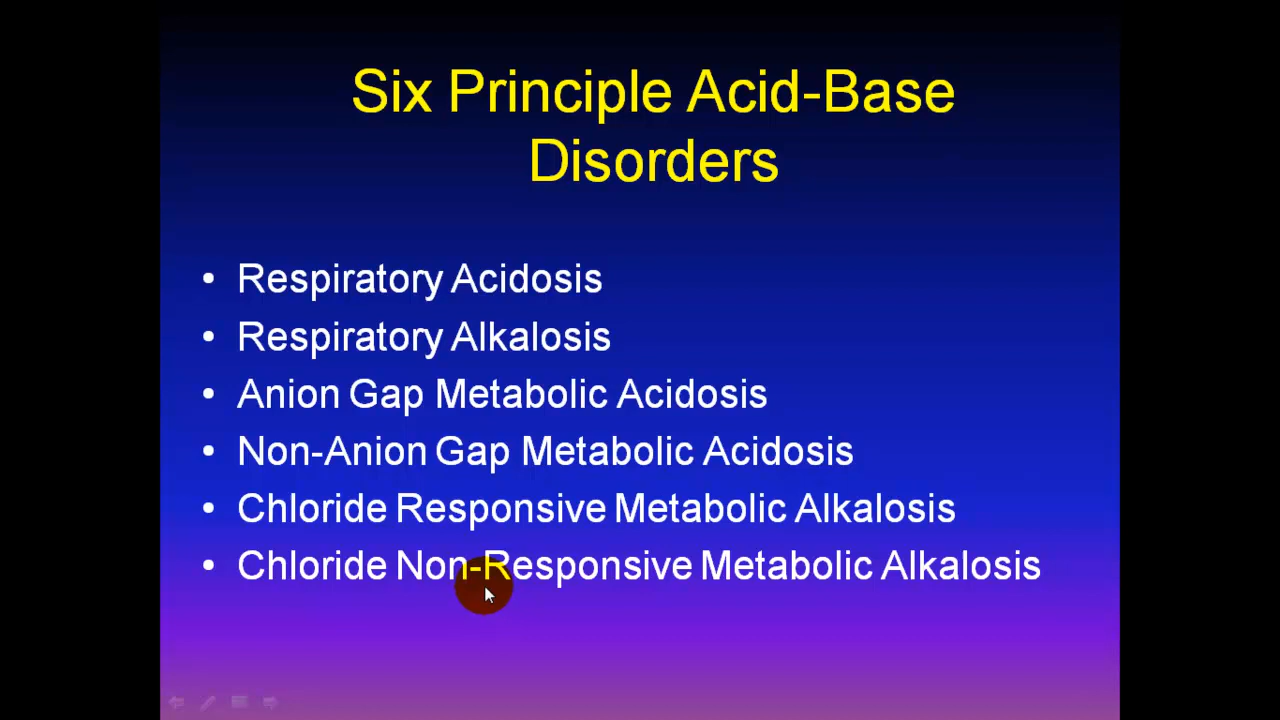 Six Principle Acid-Base
Disorders
• Respiratory Acidosis
• Respiratory Alkalosis
• Anion Gap Metabolic Acidosis
• Non-Anion Gap Metabolic Acidosis
• Chloride Responsive Metabolic Alkalosis
• Chloride Non-Responsive Metabolic Alkalosis